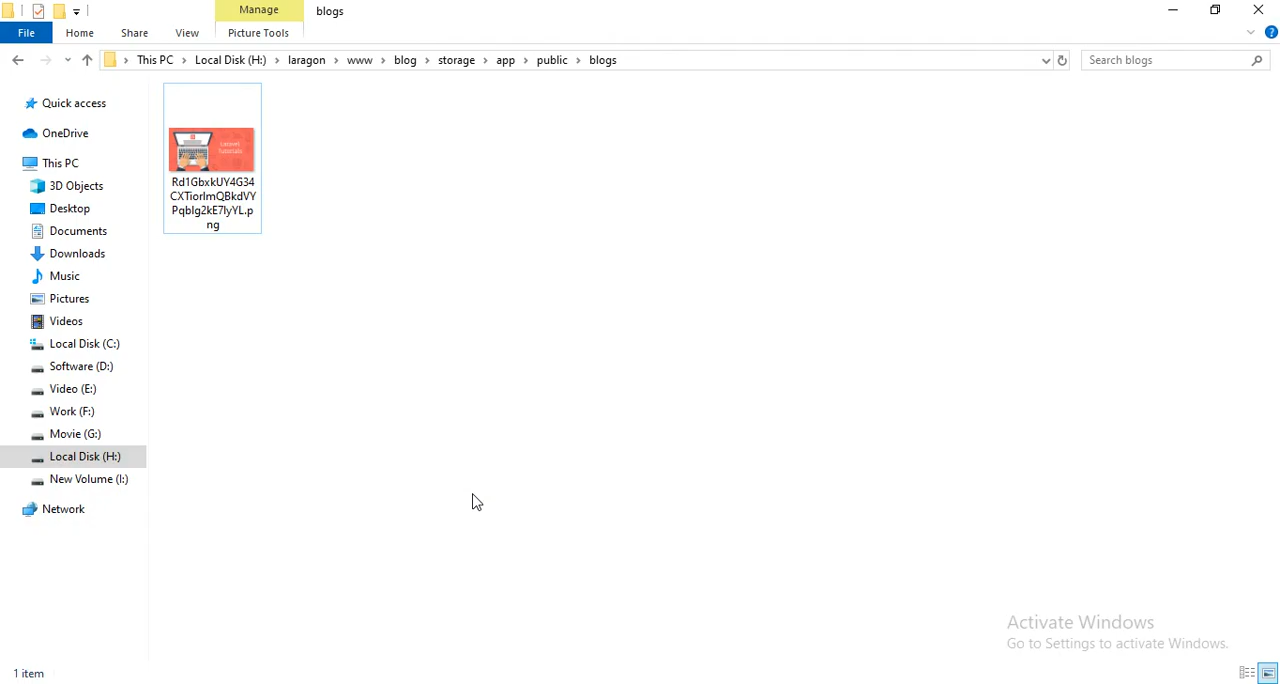 Manage
blogs
File
Home
Share
View
Picture Tools
This PC
Local Disk (H:)
laragon
www
blog
storage
app
public
blogs
Search blogs
Quick access
OneDrive
This PC
3D Objects
Desktop
Documents
Downloads
Music
Pictures
Videos
Local Disk (C:)
Software (D:)
Video (E:)
Work (F:)
Movie (G:)
Local Disk (H:)
New Volume (I:)
Network
Laravel
Tutorials
Rd1GbxkUY4G34
CXTiorImQBkdVY
Pqblg2kE7lyYL.p
ng
Activate Windows
Go to Settings to activate Windows.
1 item